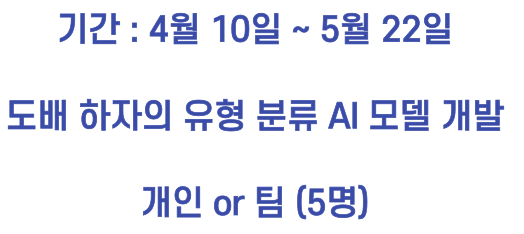 기간 : 4월 10일 ~ 5월 22일
도배 하자의 유형 분류 AI 모델 개발
개인 or 팀 (5명)